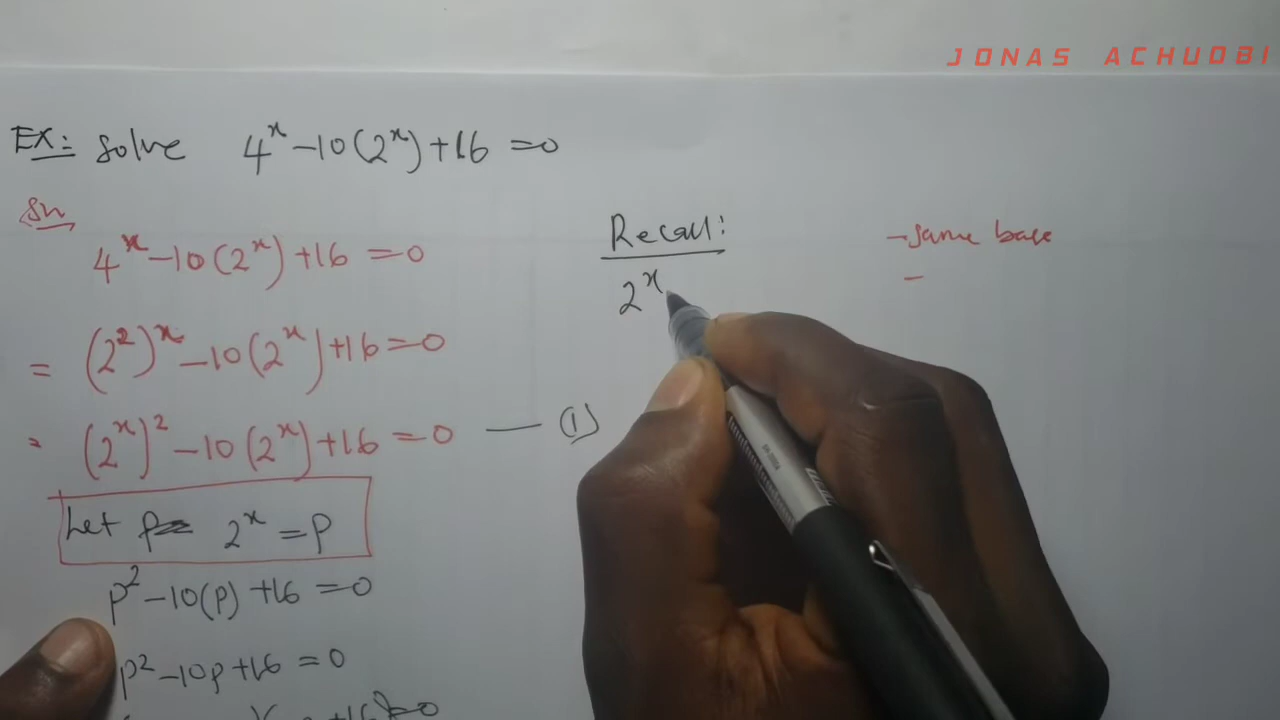 JONAS ACHUOBI
Ex: solve 4^x - 10(2^x) + 16 = 0
Sn
4^x - 10(2^x) + 16 = 0
= (2^2)^x - 10(2^x) + 16 = 0
= (2^x)^2 - 10(2^x) + 16 = 0 — (1)
Let 2^x = p
p^2 - 10(p) + 16 = 0
p^2 - 10p + 16 = 0
Recall:
2^x
- same base
-